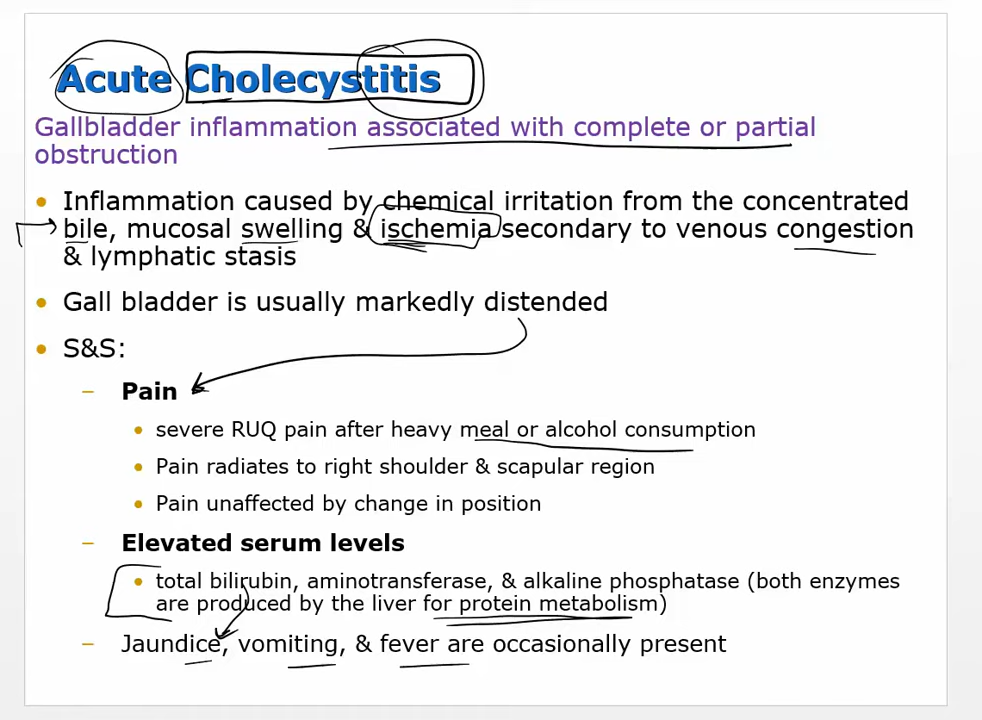 Acute Cholecystitis
Gallbladder inflammation associated with complete or partial
obstruction
• Inflammation caused by chemical irritation from the concentrated
bile, mucosal swelling & ischemia secondary to venous congestion
& lymphatic stasis
• Gall bladder is usually markedly distended
• S&S:
– Pain
• severe RUQ pain after heavy meal or alcohol consumption
• Pain radiates to right shoulder & scapular region
• Pain unaffected by change in position
– Elevated serum levels
• total bilirubin, aminotransferase, & alkaline phosphatase (both enzymes
are produced by the liver for protein metabolism)
– Jaundice, vomiting, & fever are occasionally present